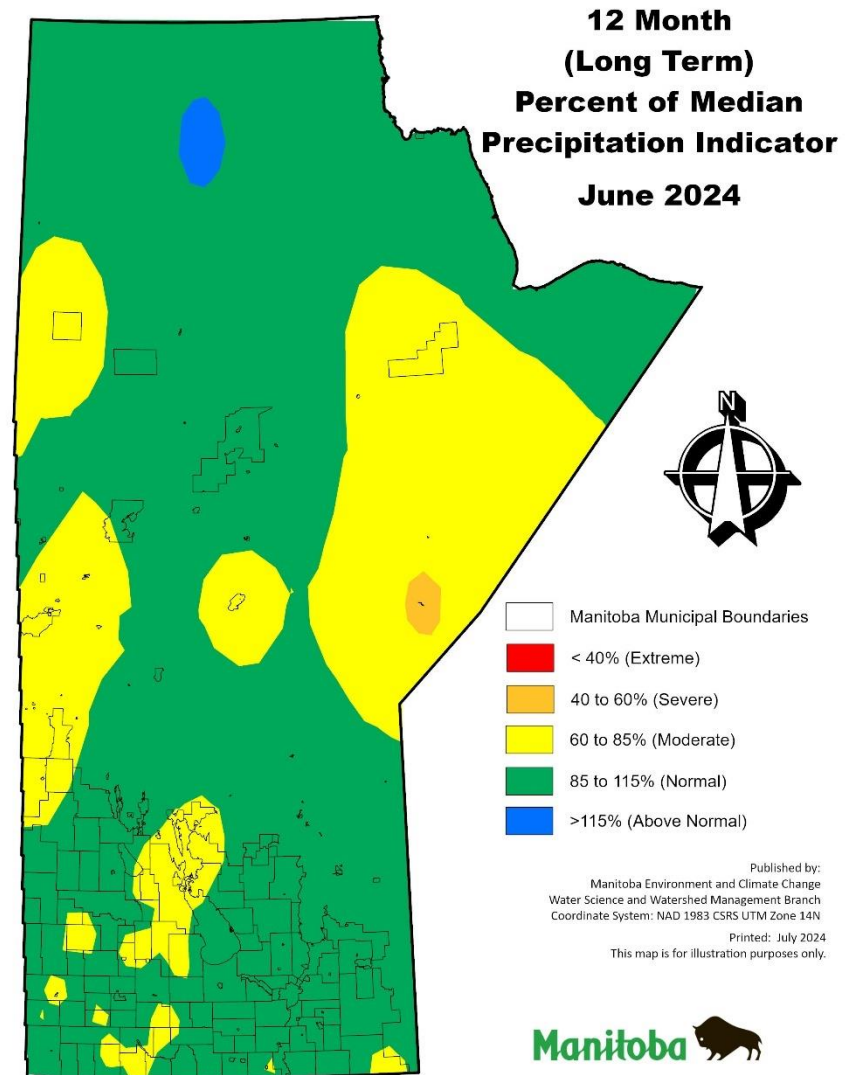 12 Month
(Long Term)
Percent of Median
Precipitation Indicator
June 2024
N
Manitoba Municipal Boundaries
< 40% (Extreme)
40 to 60% (Severe)
60 to 85% (Moderate)
85 to 115% (Normal)
>115% (Above Normal)
Published by:
Manitoba Environment and Climate Change
Water Science and Watershed Management Branch
Coordinate System: NAD 1983 CSRS UTM Zone 14N
Printed: July 2024
This map is for illustration purposes only.
Manitoba